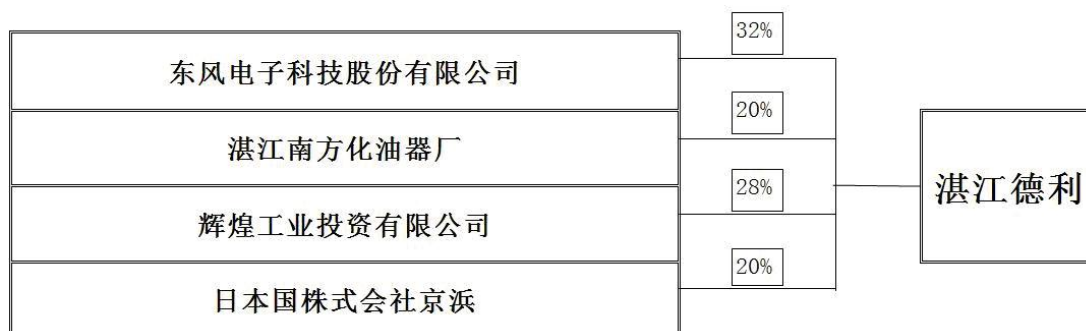 32%
东风电子科技股份有限公司
20%
湛江南方化油器厂
28%
辉煌工业投资有限公司
20%
日本国株式会社京浜
湛江德利